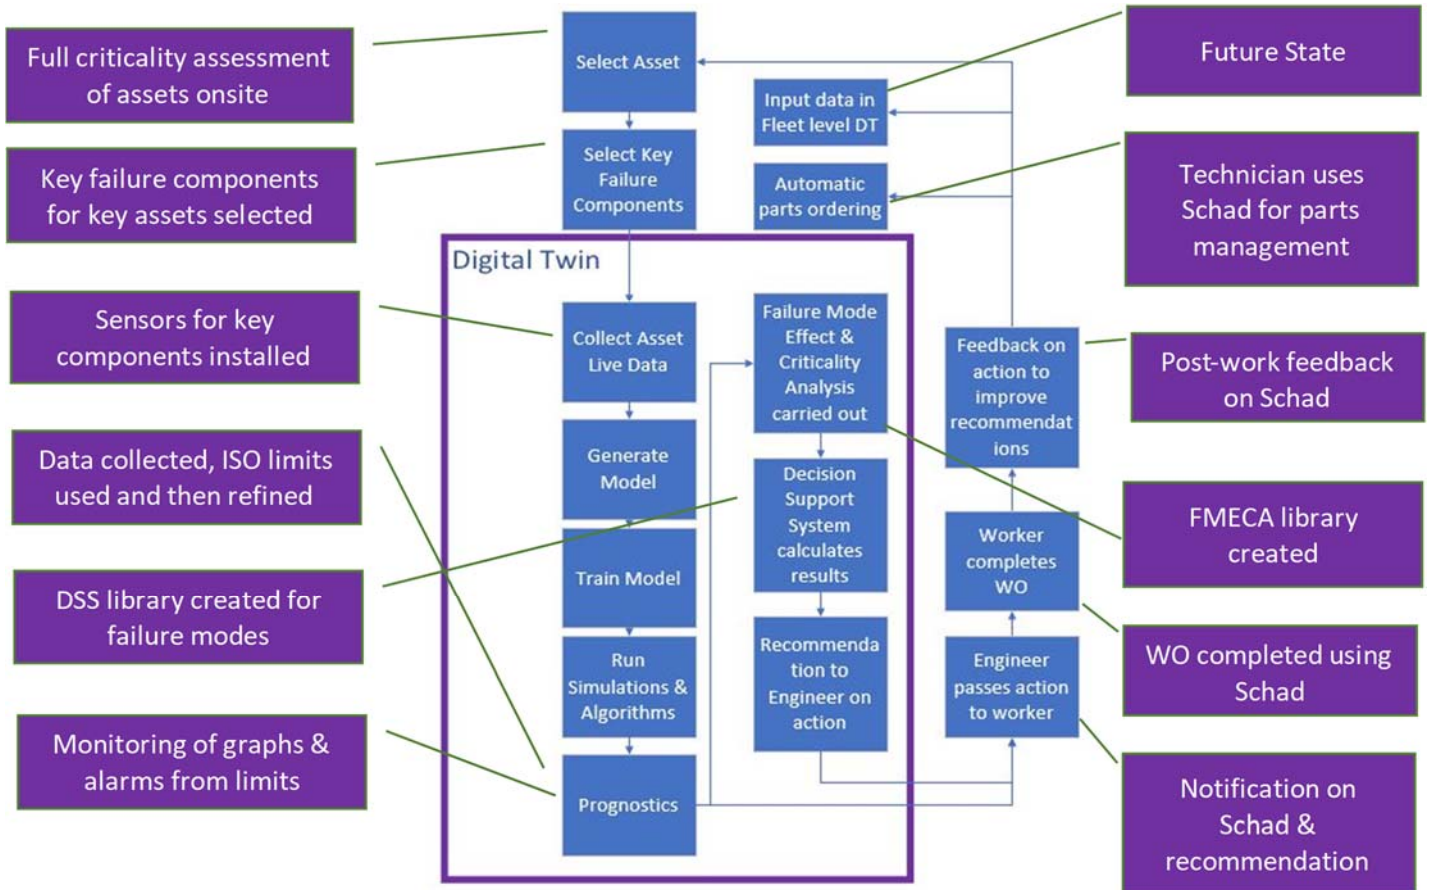 Full criticality assessment
of assets onsite
Key failure components
for key assets selected
Sensors for key
components installed
Data collected, ISO limits
used and then refined
DSS library created for
failure modes
Monitoring of graphs &
alarms from limits
Select Asset
Select Key
Failure
Components
Digital Twin
Collect Asset
Live Data
Generate
Model
Train Model
Run
Simulations &
Algorithms
Prognostics
Input data in
Fleet level DT
Automatic
parts ordering
Failure Mode
Effect &
Criticality
Analysis
carried out
Decision
Support
System
calculates
results
Recommenda
tion to
Engineer on
action
Feedback on
action to
improve
recommendat
ions
Worker
completes
WO
Engineer
passes action
to worker
Future State
Technician uses
Schad for parts
management
Post-work feedback
on Schad
FMECA library
created
WO completed using
Schad
Notification on
Schad &
recommendation